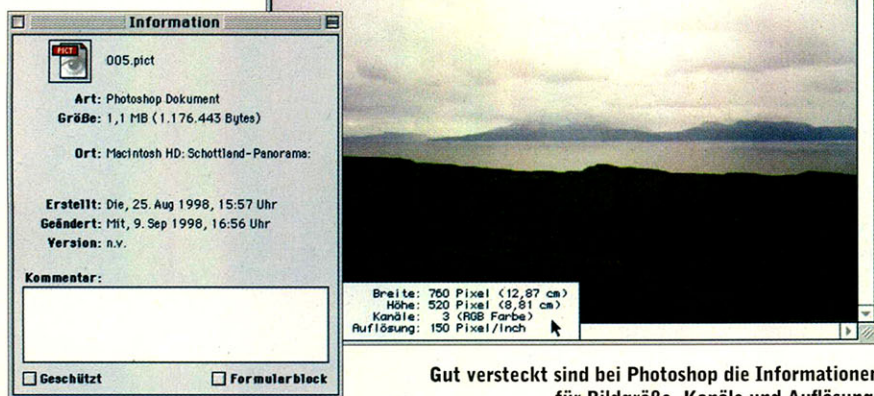 Information
PICT
005.pict
Art: Photoshop Dokument
Größe: 1,1 MB (1.176.443 Bytes)
Ort: Macintosh HD: Schottland-Panorama:
Erstellt: Die, 25. Aug 1998, 15:57 Uhr
Geändert: Mit, 9. Sep 1998, 16:56 Uhr
Version: n.v.
Kommentar:
Geschützt
Formularblock
Breite: 760 Pixel (12,87 cm)
Höhe: 520 Pixel (8,81 cm)
Kanäle: 3 (RGB Farbe)
Auflösung: 150 Pixel/Inch
Gut versteckt sind bei Photoshop die Informationen
für Bildgröße, Kanäle und Auflösung.